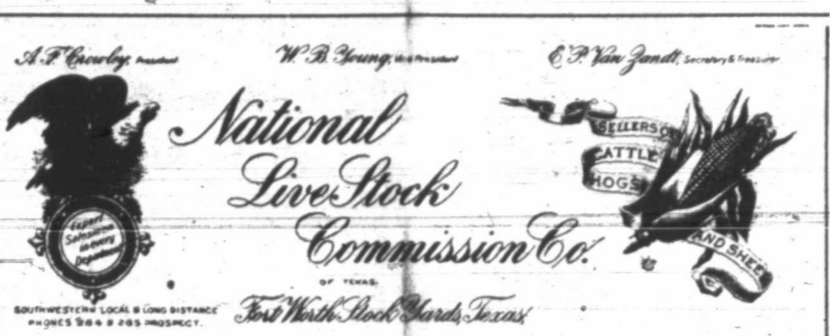 A. F. Crowley, President
W. B. Young, Vice President
E. P. Van Zandt, Secretary & Treasurer
National
Live Stock
Commission Co.
OF TEXAS.
Fort Worth Stock Yards, Texas,
SELLERS OF
CATTLE
HOGS
AND SHEE
Expert
Salesmen
in every
Department
SOUTHWESTERN LOCAL & LONG DISTANCE
PHONES & 285 PROSPECT.